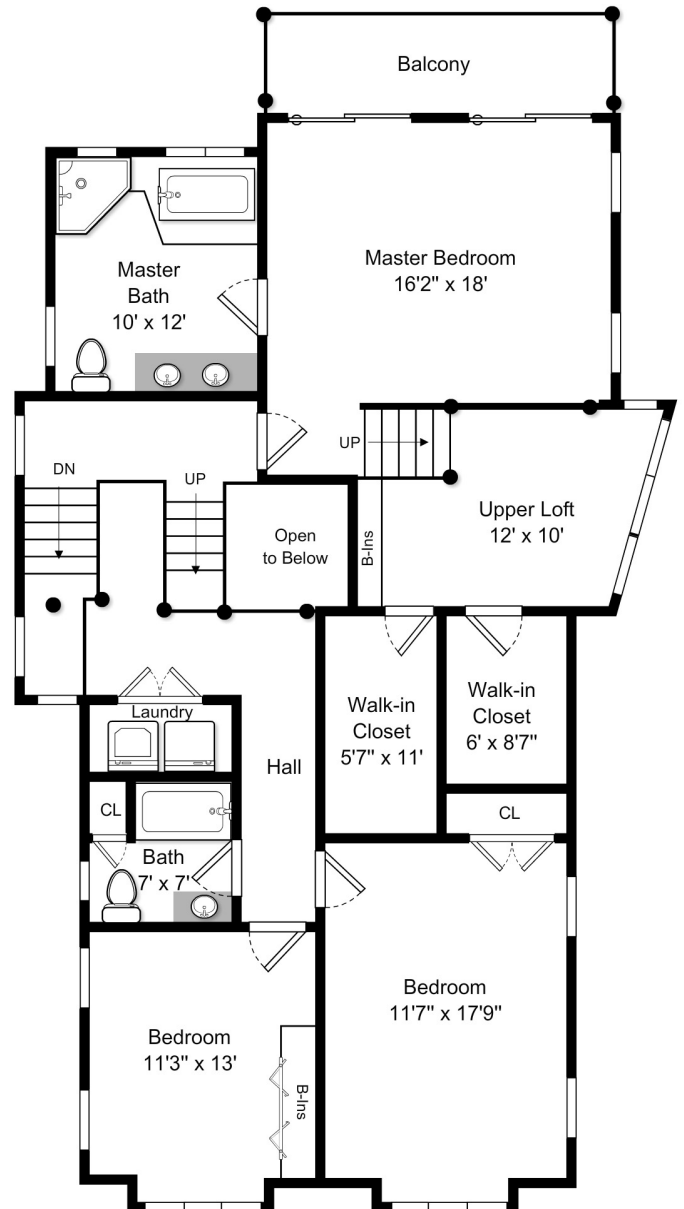 Balcony
Master Bedroom
16'2" x 18'
Master
Bath
10' x 12'
UP
DN
UP
Open
to Below
B-Ins
Upper Loft
12' x 10'
Laundry
Hall
Walk-in
Closet
5'7" x 11'
Walk-in
Closet
6' x 8'7"
CL
CL
Bath
7' x 7'
Bedroom
11'3" x 13'
B-Ins
Bedroom
11'7" x 17'9"